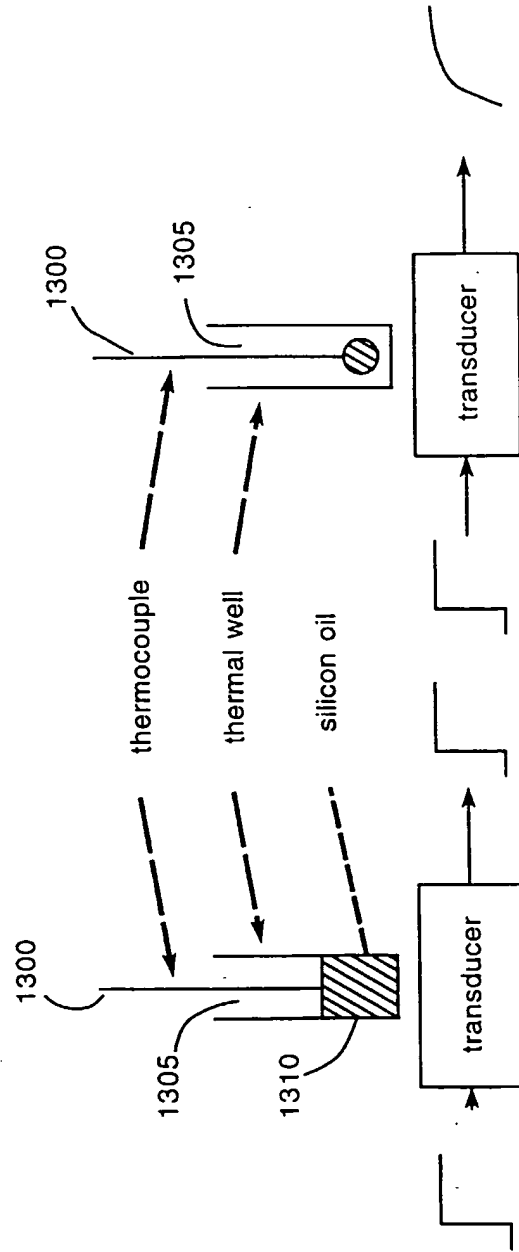 1300
1305
1310
transducer
thermocouple
thermal well
silicon oil
1300
1305
transducer